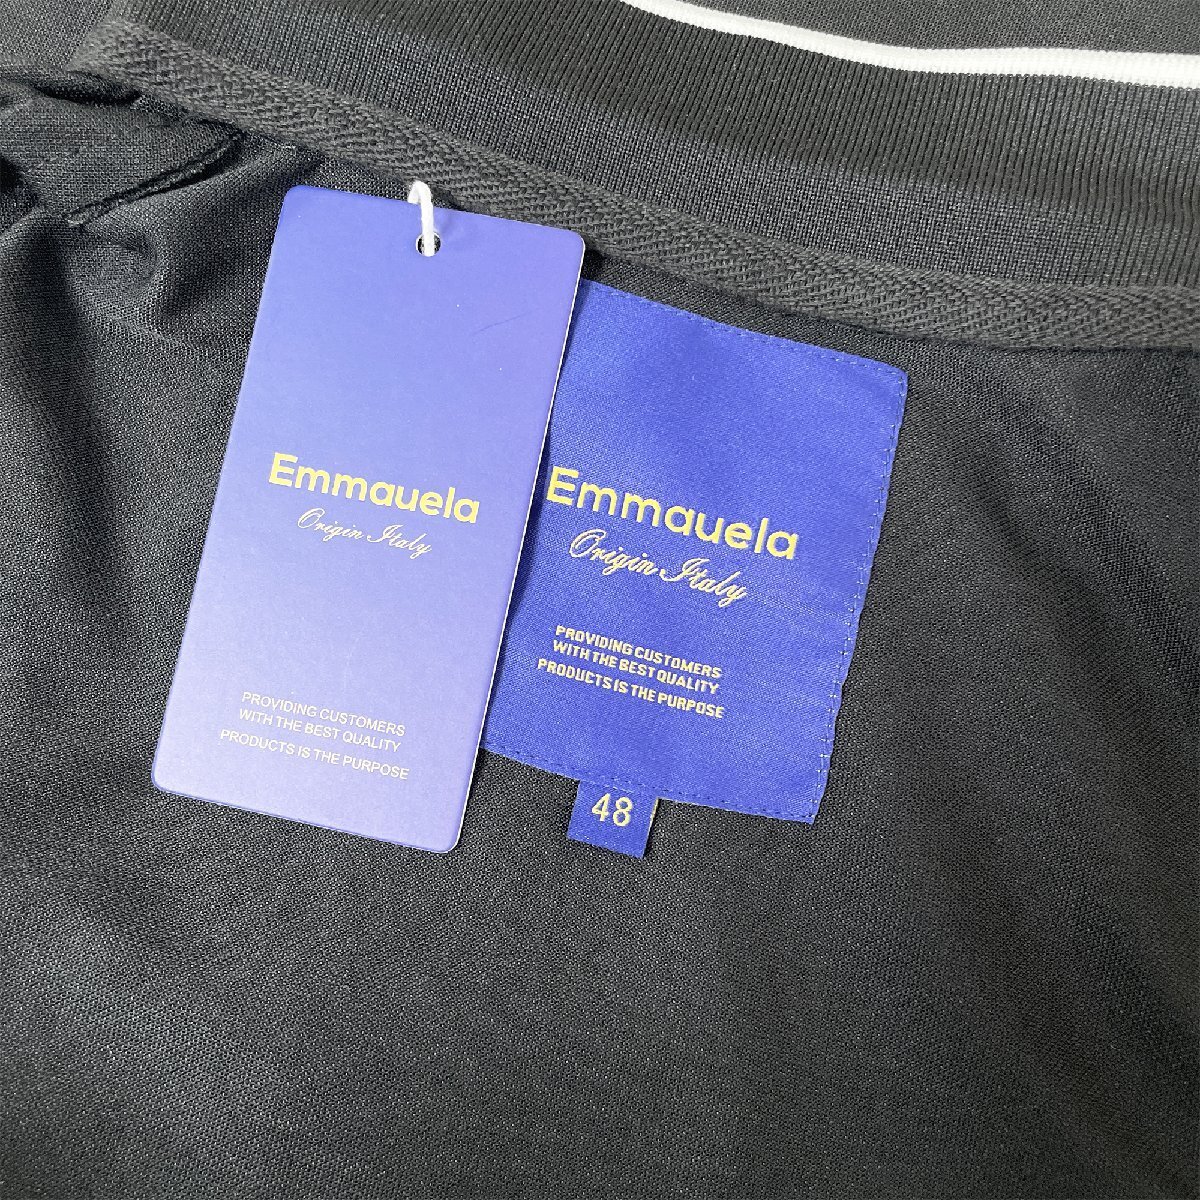 Emmauela
Origin Italy
PROVIDING CUSTOMERS
WITH THE BEST QUALITY
PRODUCTS IS THE PURPOSE
Emmauela
Origin Italy
PROVIDING CUSTOMERS
WITH THE BEST QUALITY
PRODUCTS IS THE PURPOSE
48